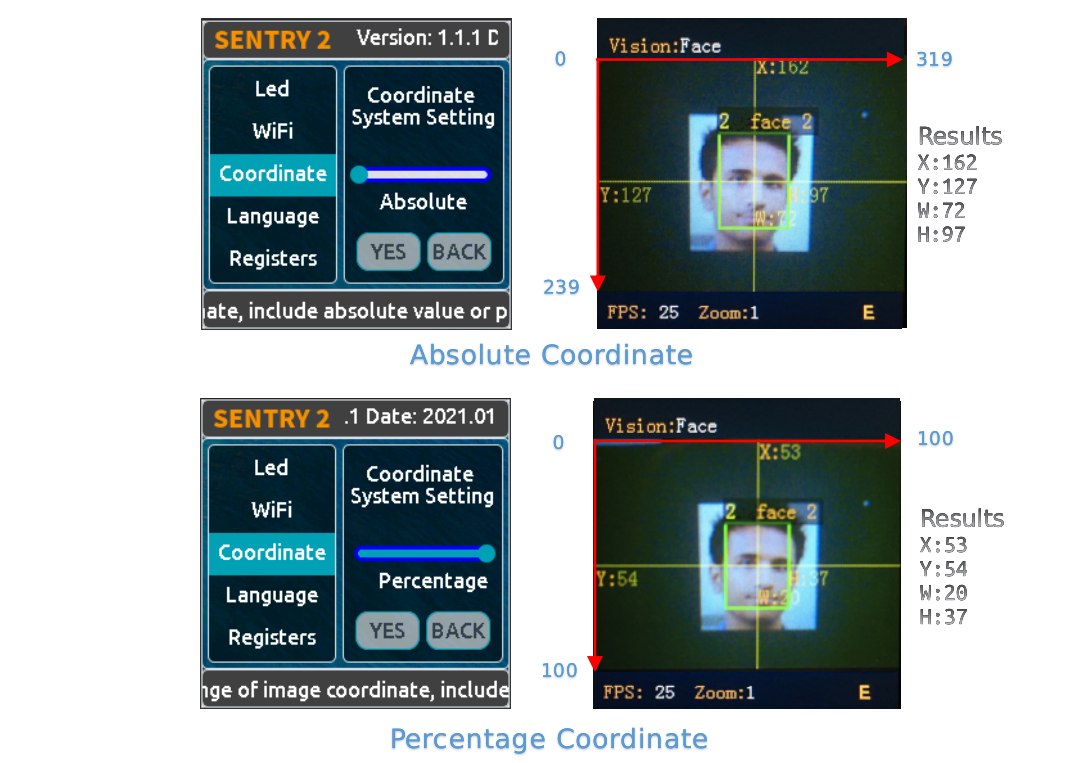 SENTRY 2 Version: 1.1.1 D
Led
WiFi
Coordinate
Language
Registers
Coordinate
System Setting
Absolute
YES BACK
ate, include absolute value or p
0
319
239
Vision:Face
X:162
2 face 2
Y:127
H:97
W:72
FPS: 25 Zoom:1 E
Results
X:162
Y:127
W:72
H:97
Absolute Coordinate
SENTRY 2 .1 Date: 2021.01
Led
WiFi
Coordinate
Language
Registers
Coordinate
System Setting
Percentage
YES BACK
nge of image coordinate, include
0
100
100
Vision:Face
X:53
2 face 2
Y:54
H:37
W:20
FPS: 25 Zoom:1 E
Results
X:53
Y:54
W:20
H:37
Percentage Coordinate